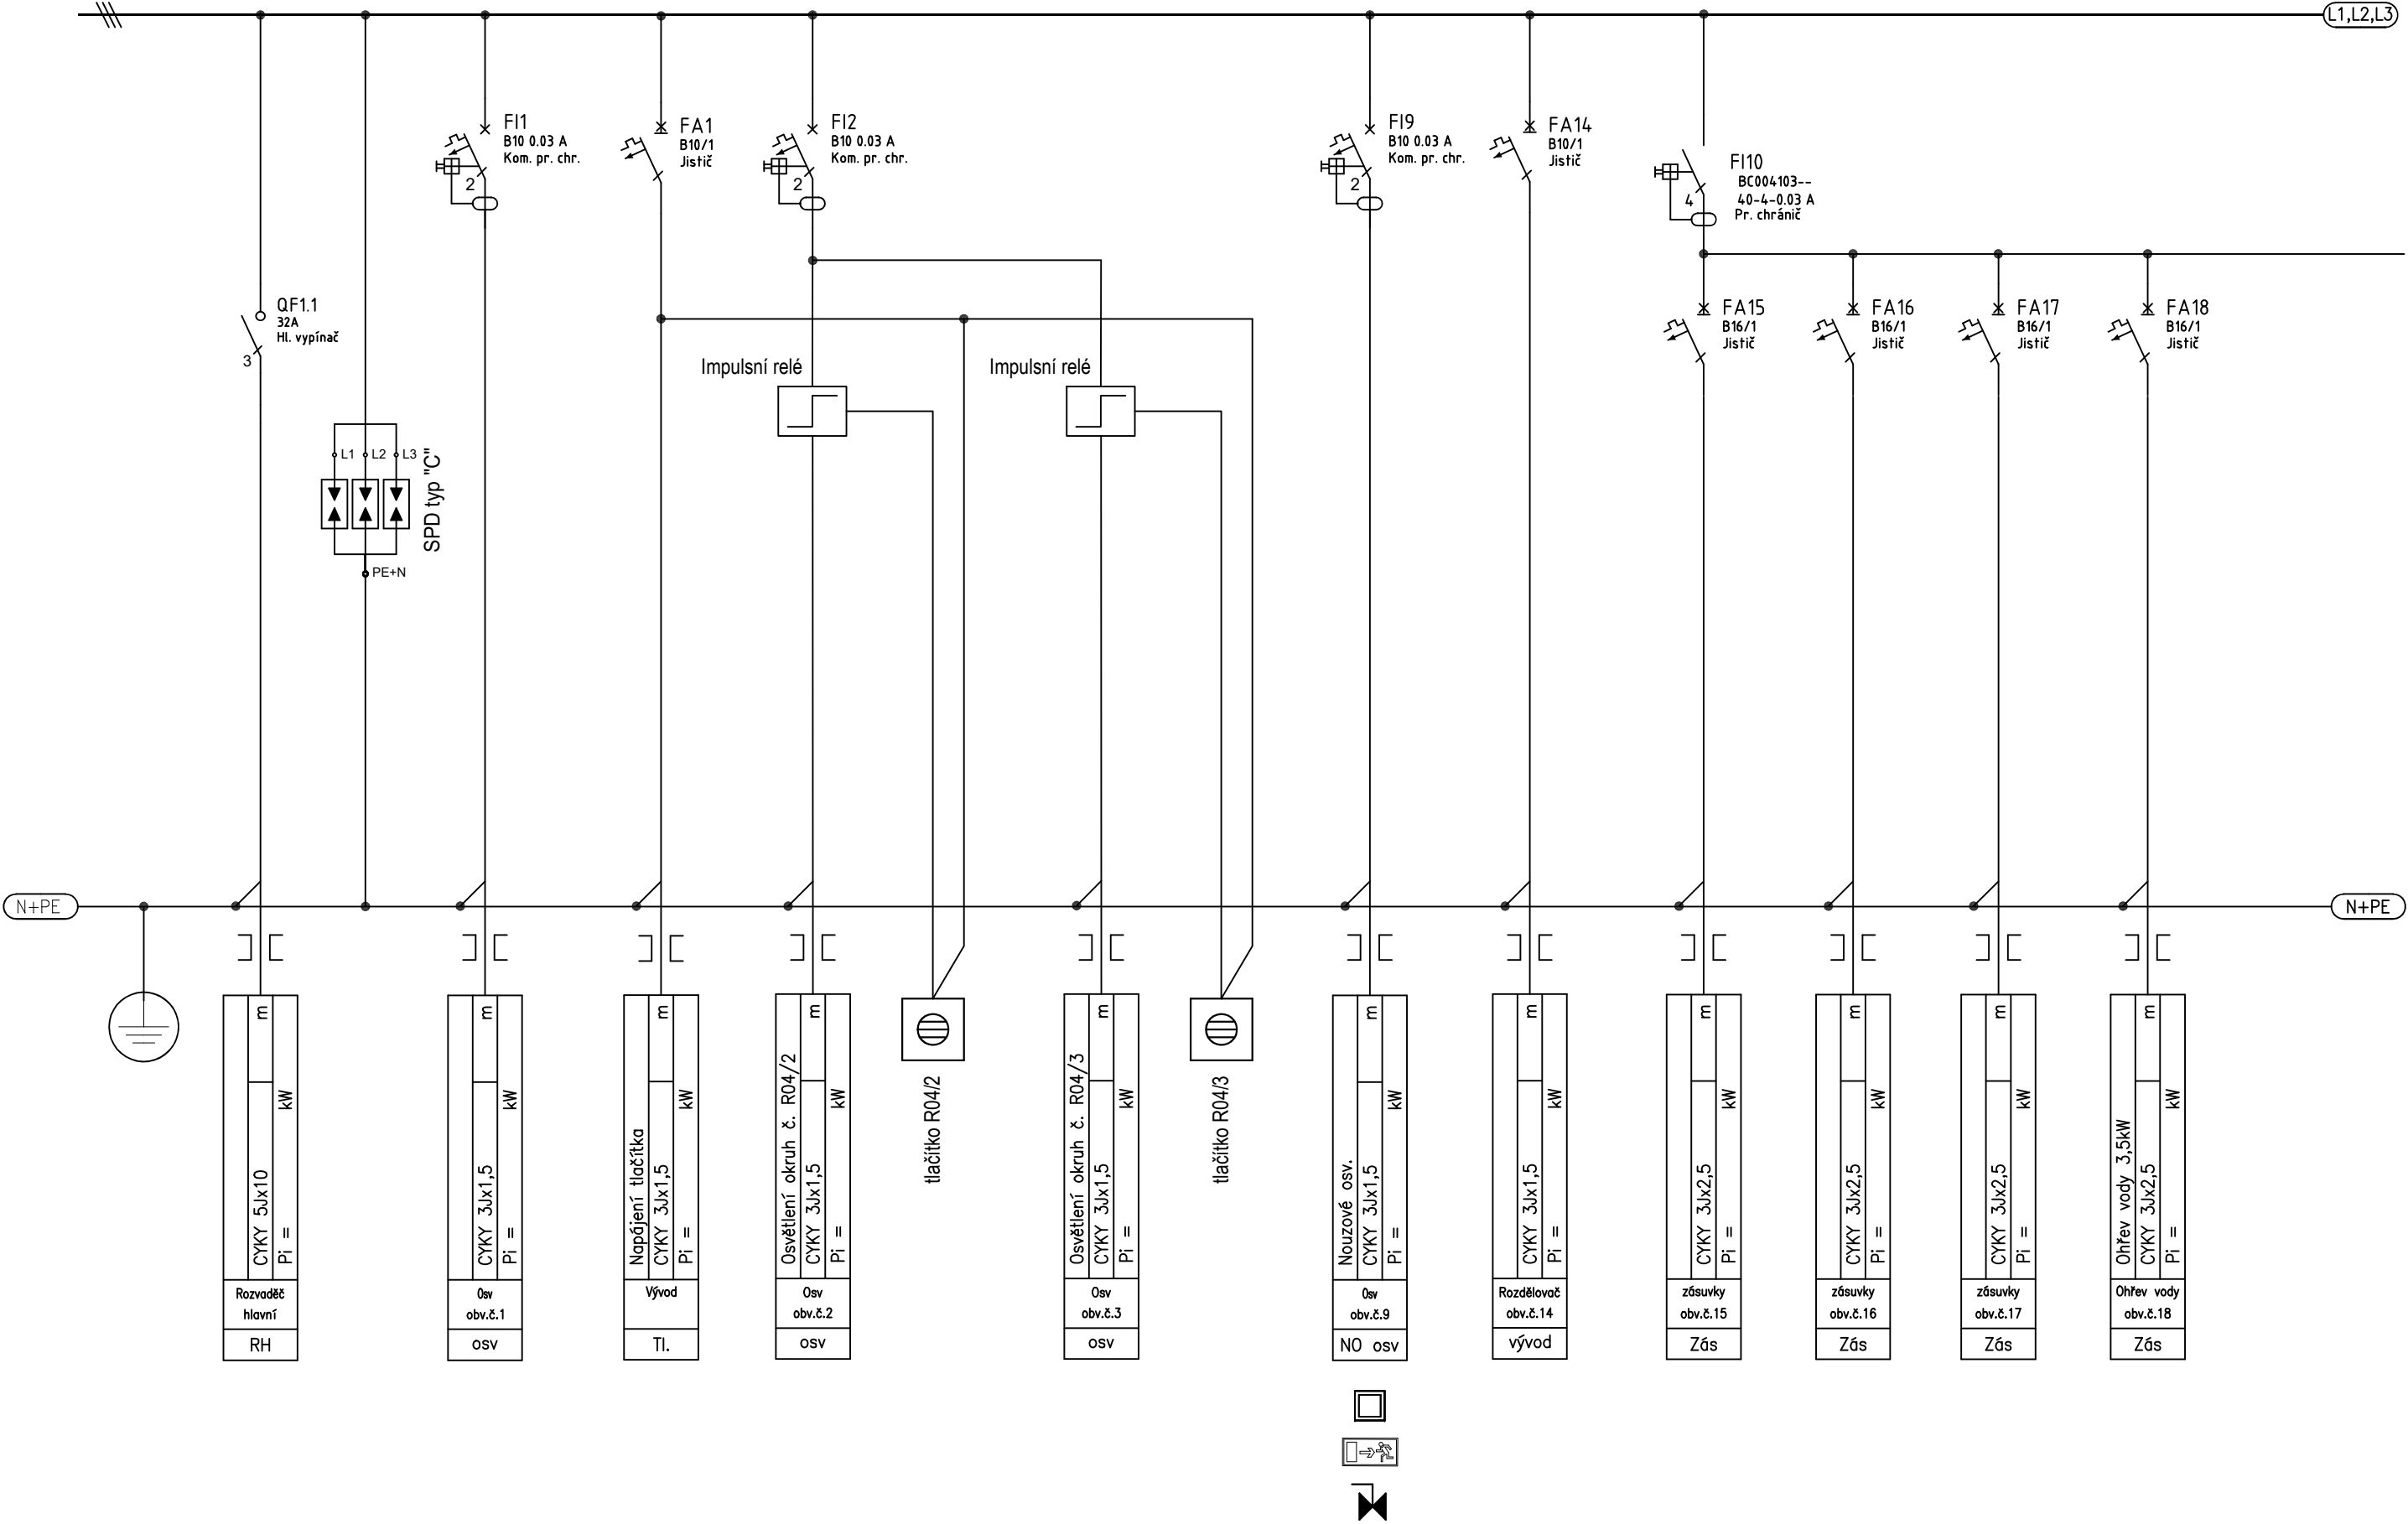 L1,L2,L3
FI1
B10 0.03 A
Kom. pr. chr.
2
FA1
B10/1
Jistič
FI2
B10 0.03 A
Kom. pr. chr.
2
FI9
B10 0.03 A
Kom. pr. chr.
2
FA14
B10/1
Jistič
FI10
BC004103--
40-4-0.03 A
Pr. chránič
4
QF1.1
32A
Hl. vypínač
3
FA15
B16/1
Jistič
FA16
B16/1
Jistič
FA17
B16/1
Jistič
FA18
B16/1
Jistič
Impulsní relé
Impulsní relé
L1
L2
L3
SPD typ "C"
PE+N
N+PE
N+PE
CYKY 5Jx10
m
Pi =
kW
Rozvaděč
hlavní
RH
CYKY 3Jx1,5
m
Pi =
kW
Osv
obv.č.1
osv
Napájení tlačítka
CYKY 3Jx1,5
m
Pi =
kW
Vývod
Tl.
Osvětlení okruh č. R04/2
CYKY 3Jx1,5
m
Pi =
kW
Osv
obv.č.2
osv
tlačítko R04/2
Osvětlení okruh č. R04/3
CYKY 3Jx1,5
m
Pi =
kW
Osv
obv.č.3
osv
tlačítko R04/3
Nouzové osv.
CYKY 3Jx1,5
m
Pi =
kW
Osv
obv.č.9
NO osv
CYKY 3Jx1,5
m
Pi =
kW
Rozdělovač
obv.č.14
vývod
CYKY 3Jx2,5
m
Pi =
kW
zásuvky
obv.č.15
Zás
CYKY 3Jx2,5
m
Pi =
kW
zásuvky
obv.č.16
Zás
CYKY 3Jx2,5
m
Pi =
kW
zásuvky
obv.č.17
Zás
Ohřev vody 3,5kW
CYKY 3Jx2,5
m
Pi =
kW
Ohřev vody
obv.č.18
Zás